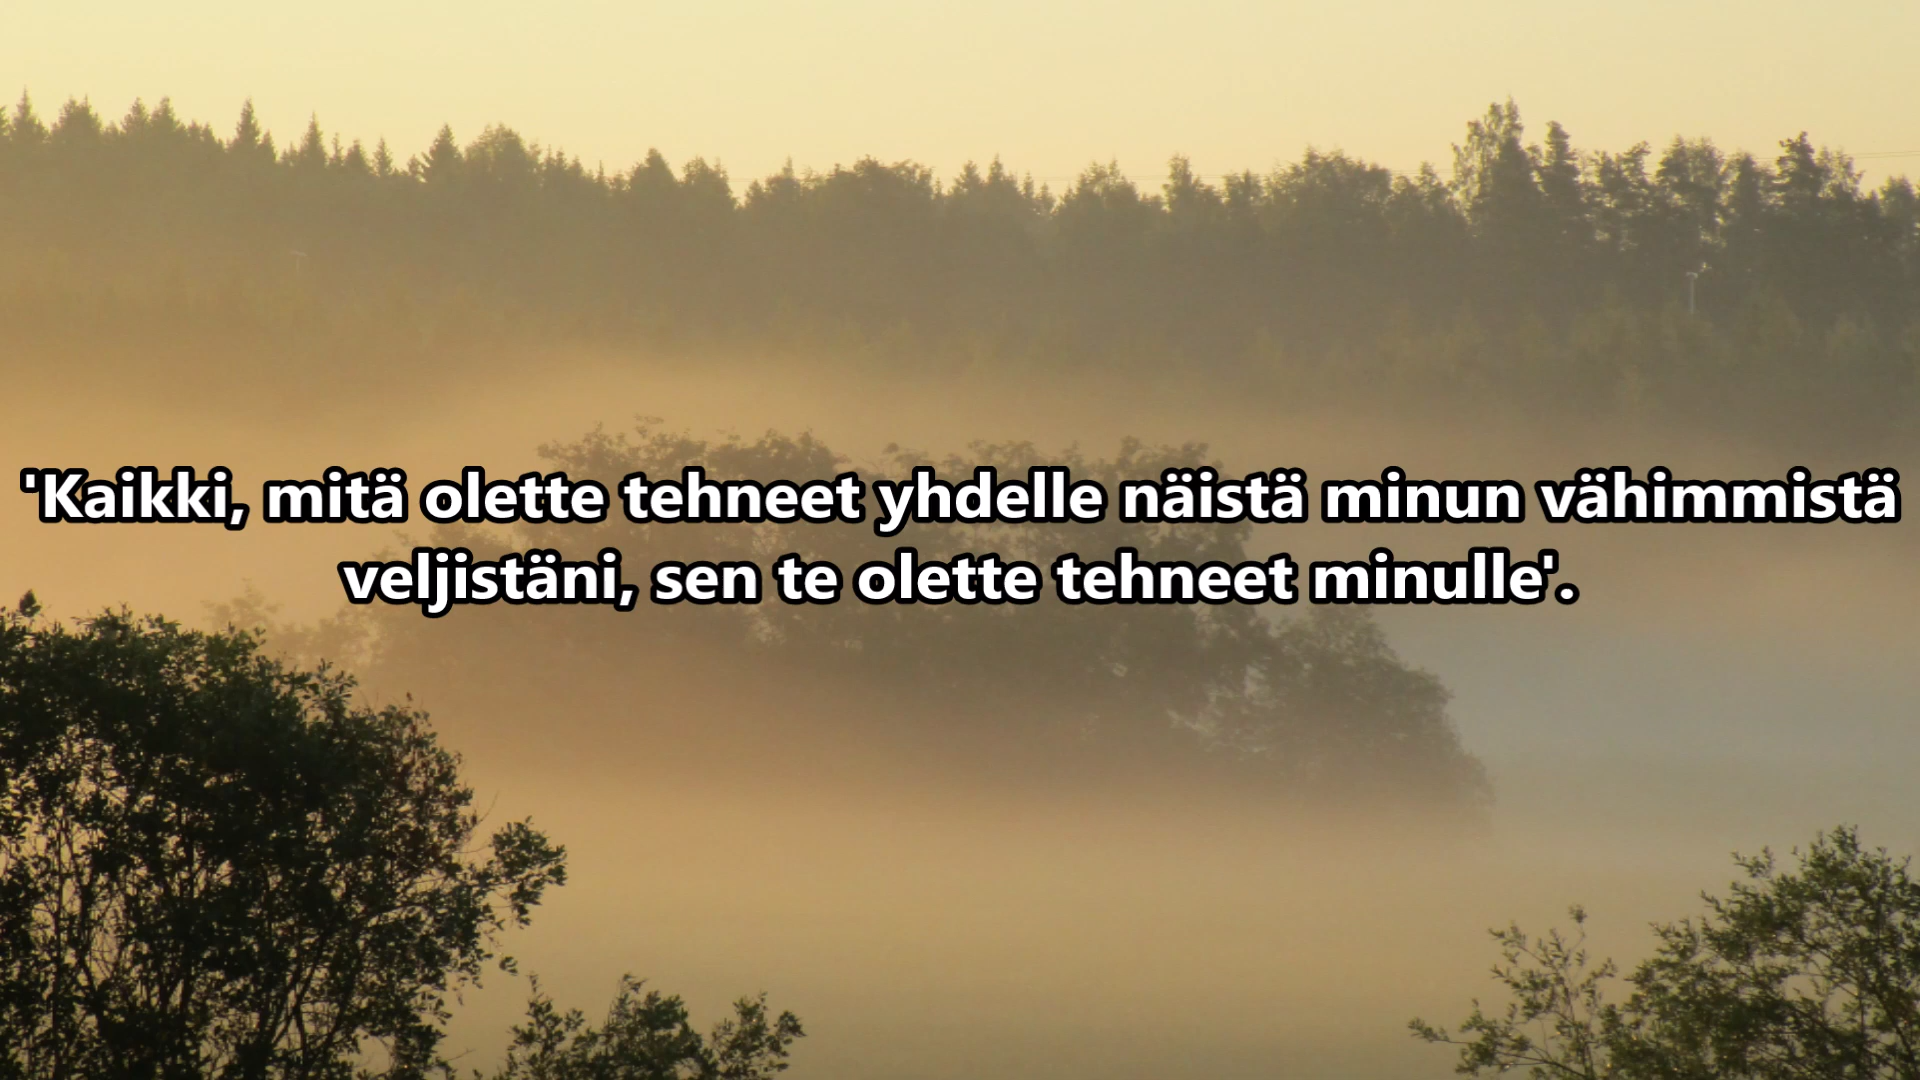 'Kaikki, mitä olette tehneet yhdelle näistä minun vähimmistä
veljistäni, sen te olette tehneet minulle'.